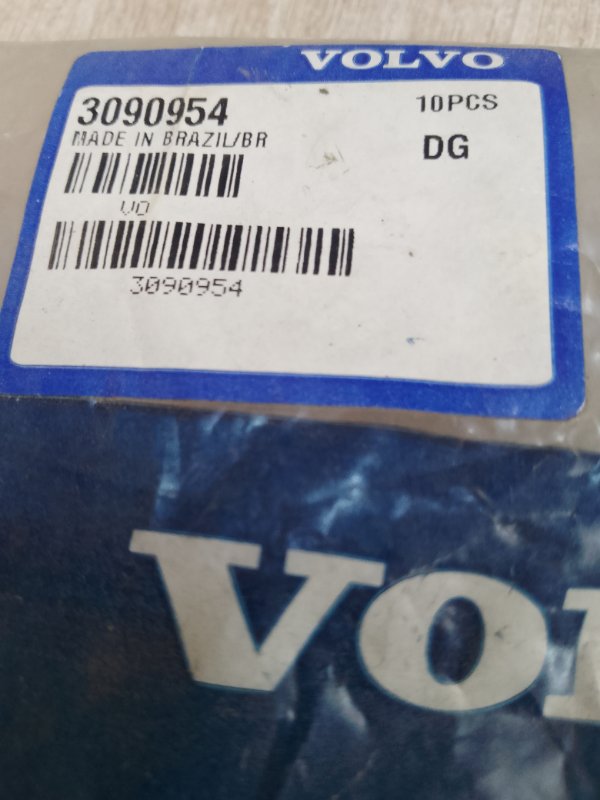 VOLVO
3090954
10PCS
MADE IN BRAZIL/BR
DG
VO
3090954
VO